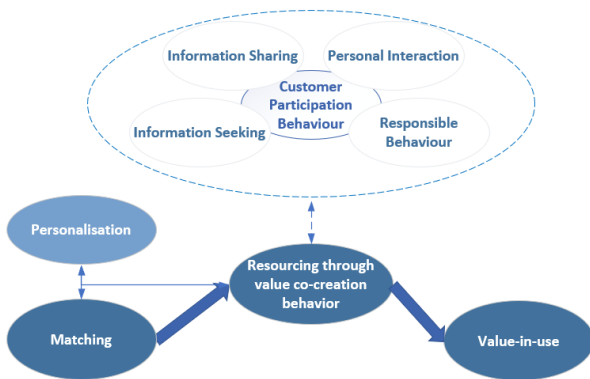 Information Sharing
Personal Interaction
Customer
Participation
Behaviour
Information Seeking
Responsible
Behaviour
Personalisation
Resourcing through
value co-creation
behavior
Matching
Value-in-use